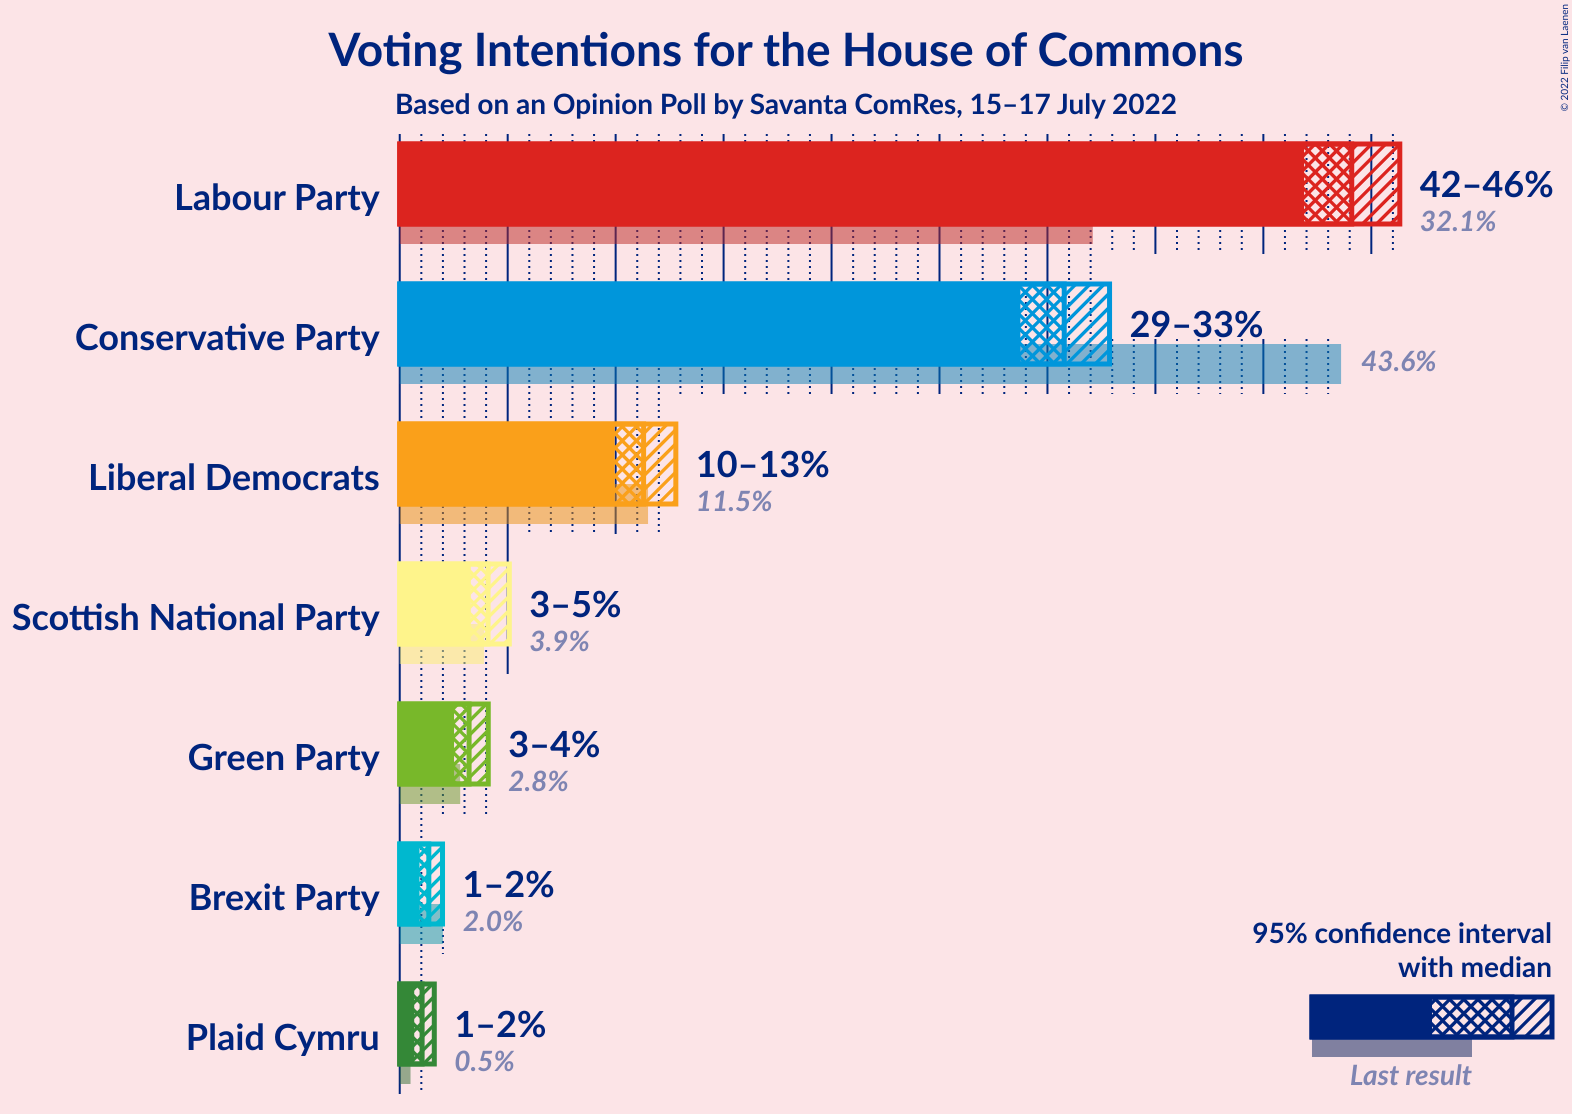 Voting Intentions for the House of Commons
Based on an Opinion Poll by Savanta ComRes, 15–17 July 2022
© 2022 Filip van Laenen
Labour Party
42–46%
32.1%
Conservative Party
29–33%
43.6%
Liberal Democrats
10–13%
11.5%
Scottish National Party
3–5%
3.9%
Green Party
3–4%
2.8%
Brexit Party
1–2%
2.0%
Plaid Cymru
1–2%
0.5%
95% confidence interval
with median
Last result